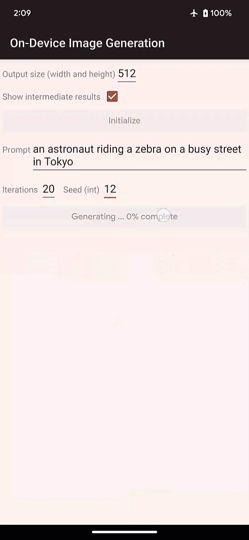 2:09
100%
On-Device Image Generation
Output size (width and height) 512
Show intermediate results
Initialize
Prompt an astronaut riding a zebra on a busy street
in Tokyo
Iterations 20 Seed (int) 12
Generating ... 0% complete